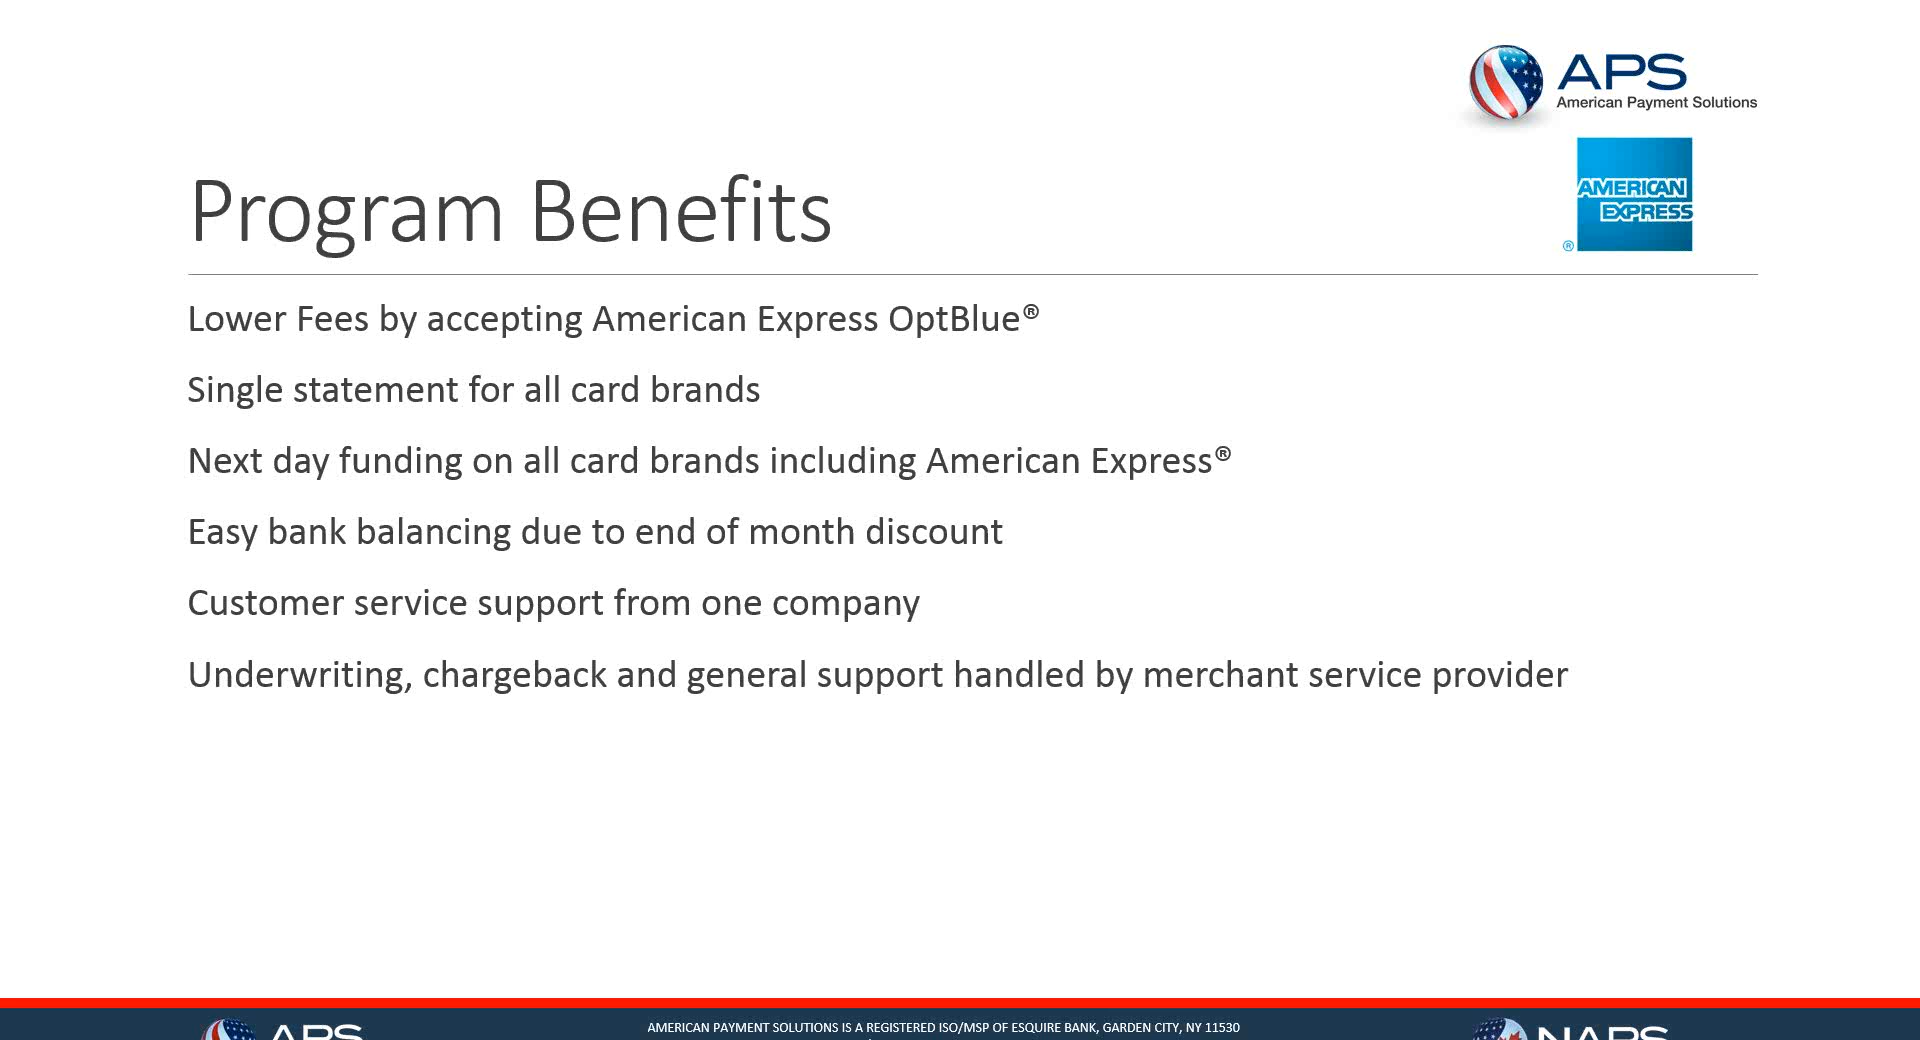 APS
American Payment Solutions
AMERICAN
EXPRESS
®
Program Benefits
Lower Fees by accepting American Express OptBlue®
Single statement for all card brands
Next day funding on all card brands including American Express®
Easy bank balancing due to end of month discount
Customer service support from one company
Underwriting, chargeback and general support handled by merchant service provider
APS
AMERICAN PAYMENT SOLUTIONS IS A REGISTERED ISO/MSP OF ESQUIRE BANK, GARDEN CITY, NY 11530
NAPS